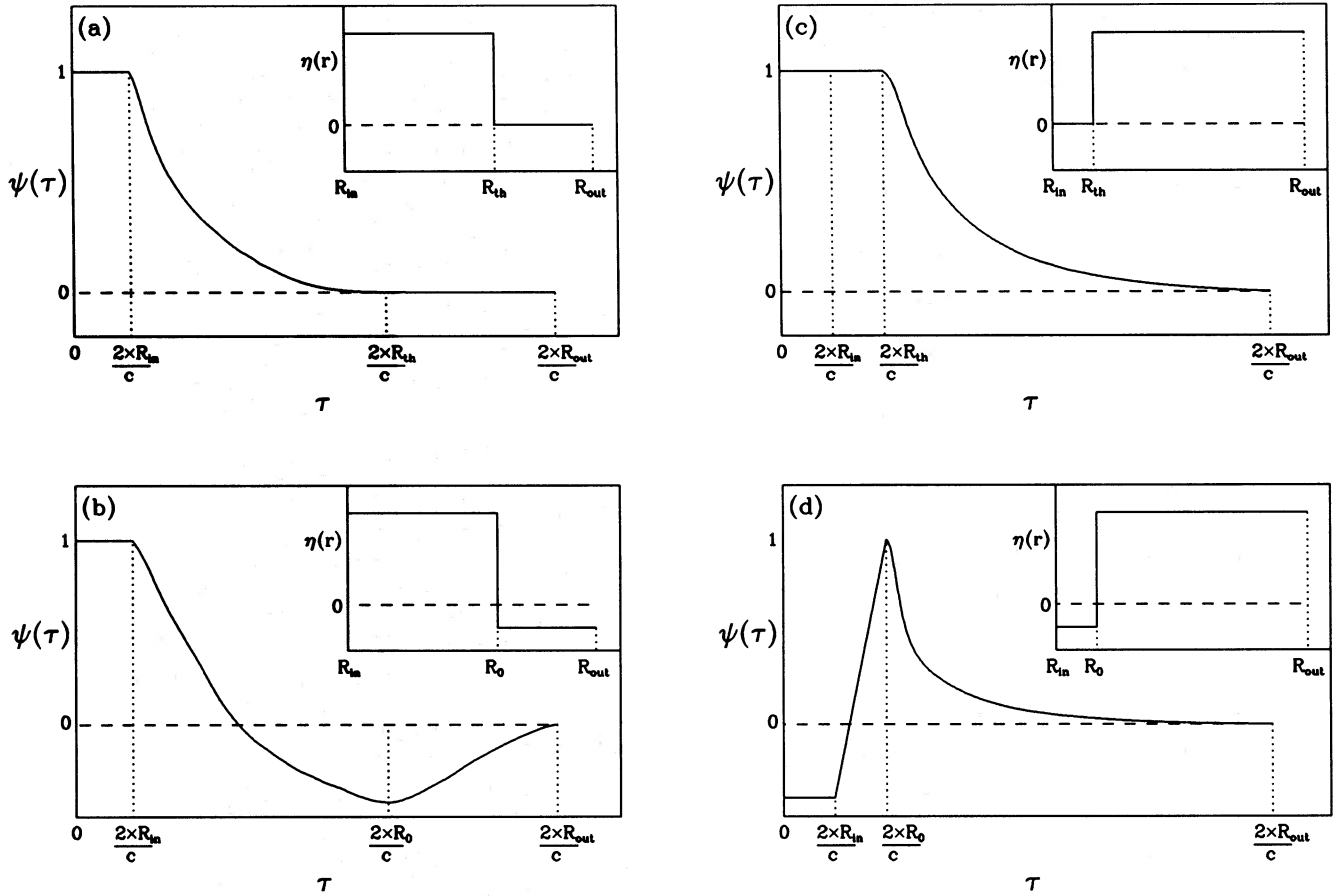 (a)
η(r)
0
R_in R_th R_out
1
ψ(τ)
0
0 2×R_in/c 2×R_th/c 2×R_out/c
τ
(c)
η(r)
0
R_in R_th R_out
1
ψ(τ)
0
0 2×R_in/c 2×R_th/c 2×R_out/c
τ
(b)
η(r)
0
R_in R_0 R_out
1
ψ(τ)
0
0 2×R_in/c 2×R_0/c 2×R_out/c
τ
(d)
η(r)
0
R_in R_0 R_out
1
ψ(τ)
0
0 2×R_in/c 2×R_0/c 2×R_out/c
τ